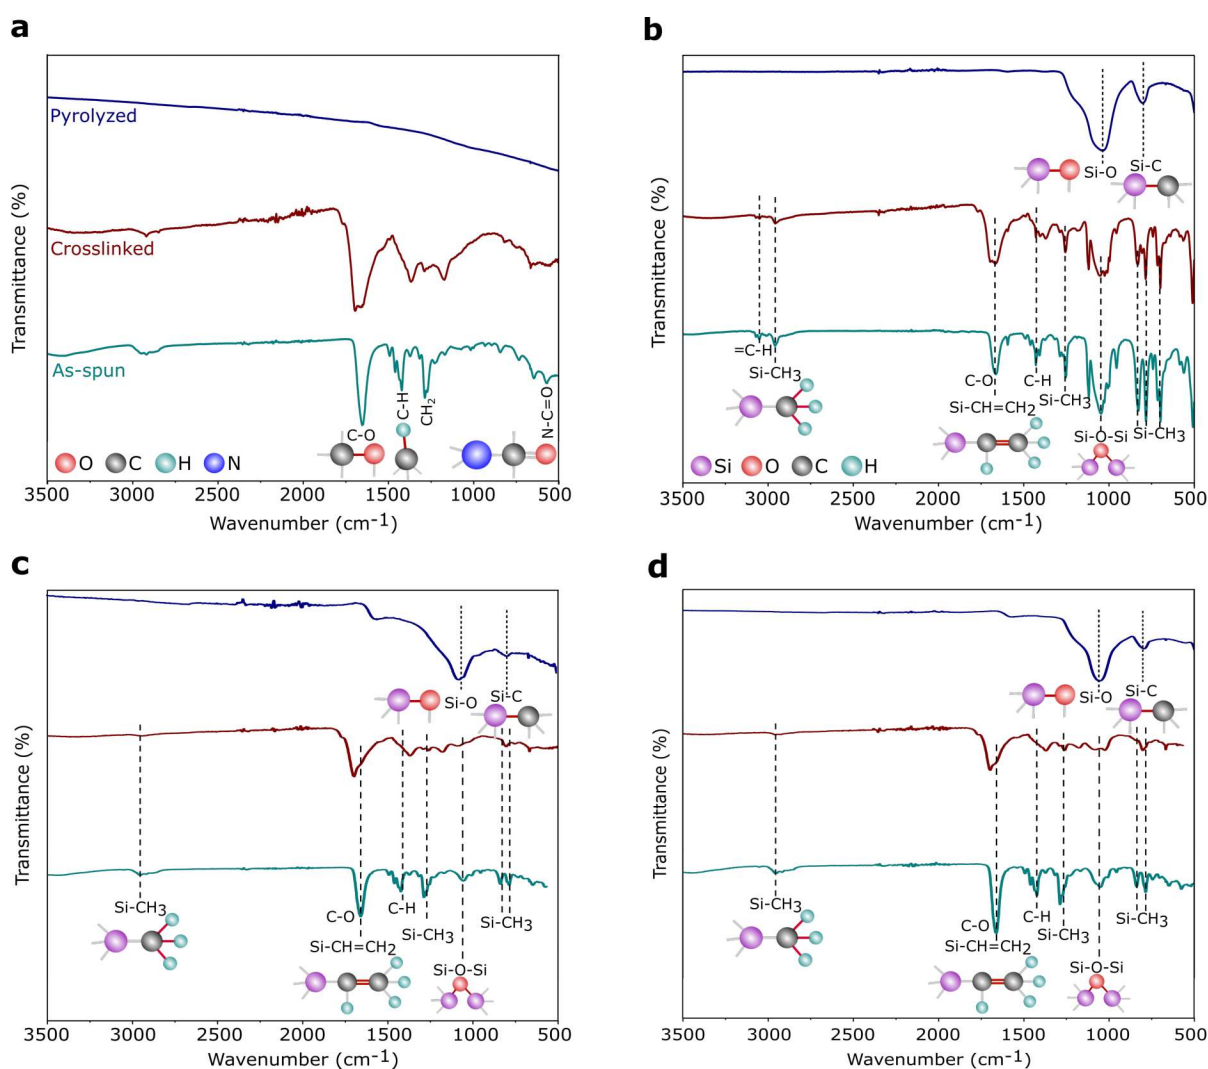 a
Transmittance (%)
Pyrolyzed
Crosslinked
As-spun
C-O
C-H
CH2
N-C=O
O
C
H
N
3500
3000
2500
2000
1500
1000
500
Wavenumber (cm-1)
b
Transmittance (%)
Si-O
Si-C
=C-H
Si-CH3
C-O
C-H
Si-CH3
Si-CH=CH2
Si-O-Si
Si-CH3
Si
O
C
H
3500
3000
2500
2000
1500
1000
500
Wavenumber (cm-1)
c
Transmittance (%)
Si-O
Si-C
Si-CH3
C-O
C-H
Si-CH3
Si-CH3
Si-CH=CH2
Si-O-Si
3500
3000
2500
2000
1500
1000
500
Wavenumber (cm-1)
d
Transmittance (%)
Si-O
Si-C
Si-CH3
C-O
C-H
Si-CH3
Si-CH3
Si-CH=CH2
Si-O-Si
3500
3000
2500
2000
1500
1000
500
Wavenumber (cm-1)